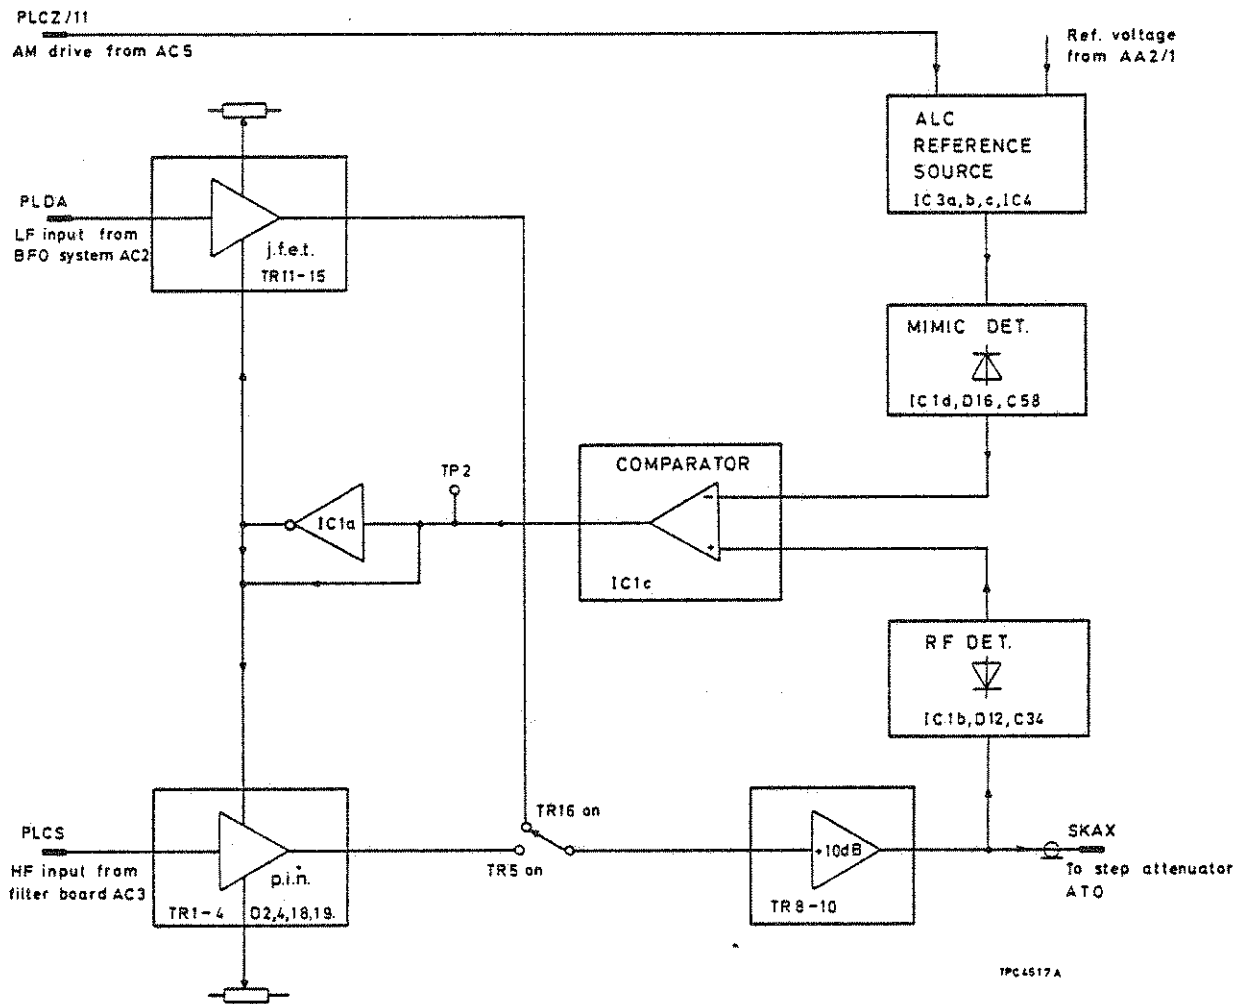 PLCZ/11
AM drive from AC5
Ref. voltage
from AA2/1
ALC
REFERENCE
SOURCE
IC3a,b,c,IC4
PLDA
LF input from
BFO system AC2
j.f.e.t.
TR11-15
MIMIC DET.
IC1d,D16,C58
COMPARATOR
TP2
IC1a
-
+
IC1c
RF DET.
IC1b,D12,C34
TR16 on
TR5 on
PLCS
HF input from
filter board AC3
p.i.n.
TR1-4 D2,4,18,19.
+10dB
TR8-10
SKAX
To step attenuator
AT0
TPC4517A